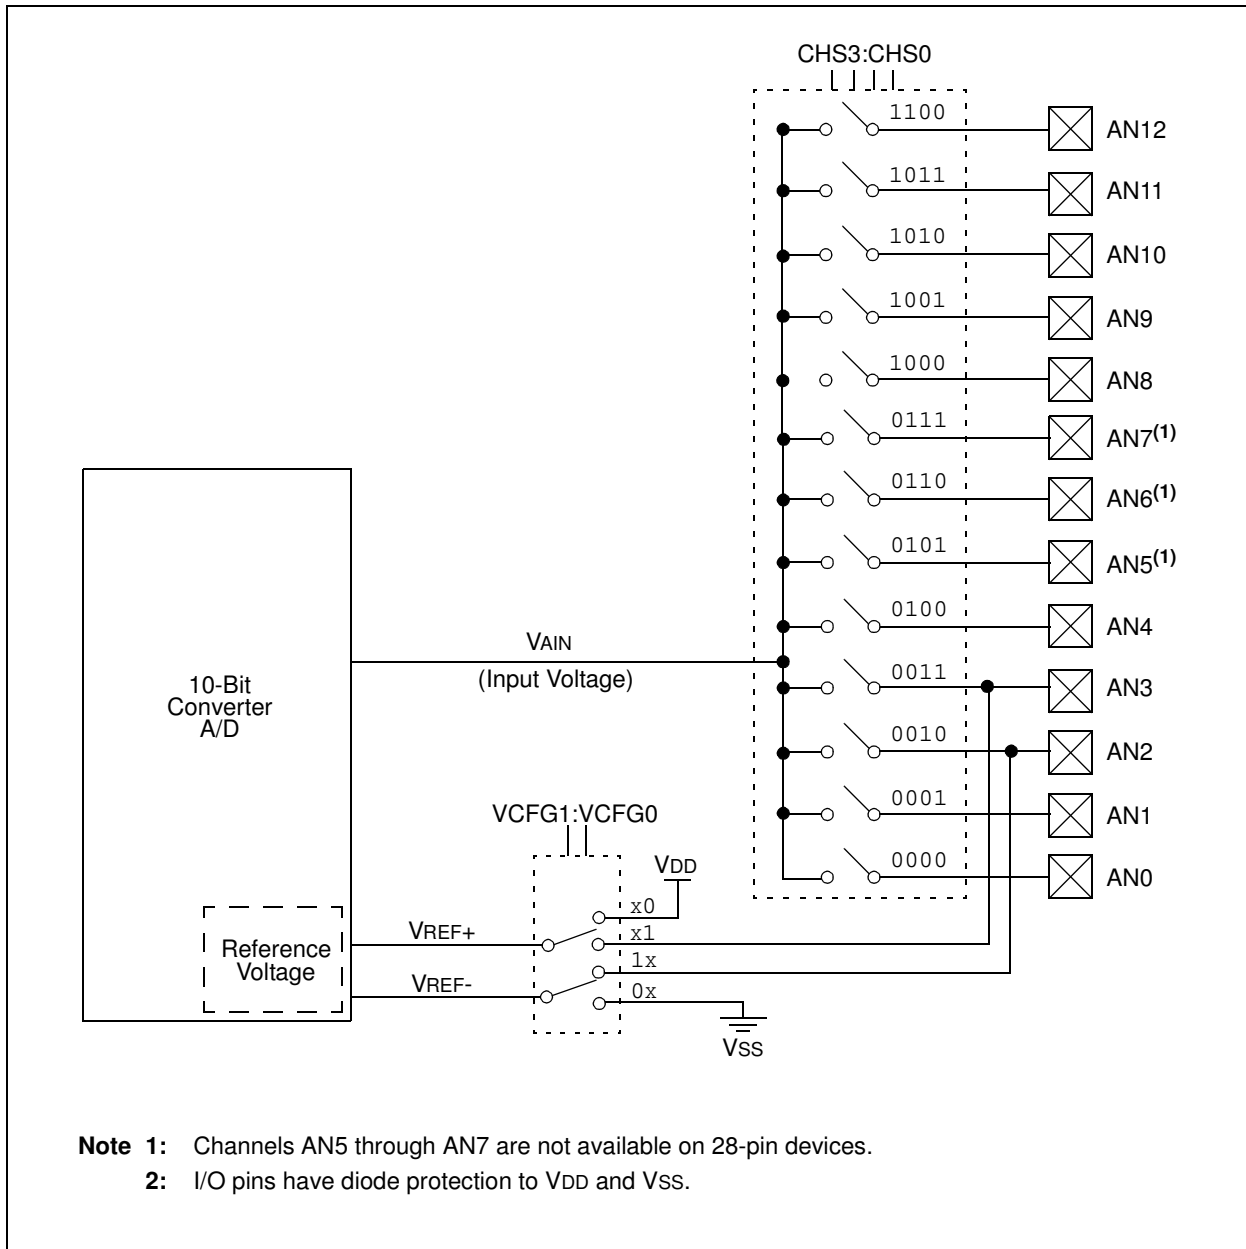 CHS3:CHS0
1100 AN12
1011 AN11
1010 AN10
1001 AN9
1000 AN8
0111 AN7(1)
0110 AN6(1)
0101 AN5(1)
0100 AN4
VAIN
(Input Voltage)
0011 AN3
10-Bit
Converter
A/D
0010 AN2
0001 AN1
VCFG1:VCFG0
0000 AN0
VDD
x0
VREF+
x1
Reference
Voltage
1x
VREF-
0x
VSS
Note 1: Channels AN5 through AN7 are not available on 28-pin devices.
2: I/O pins have diode protection to VDD and VSS.